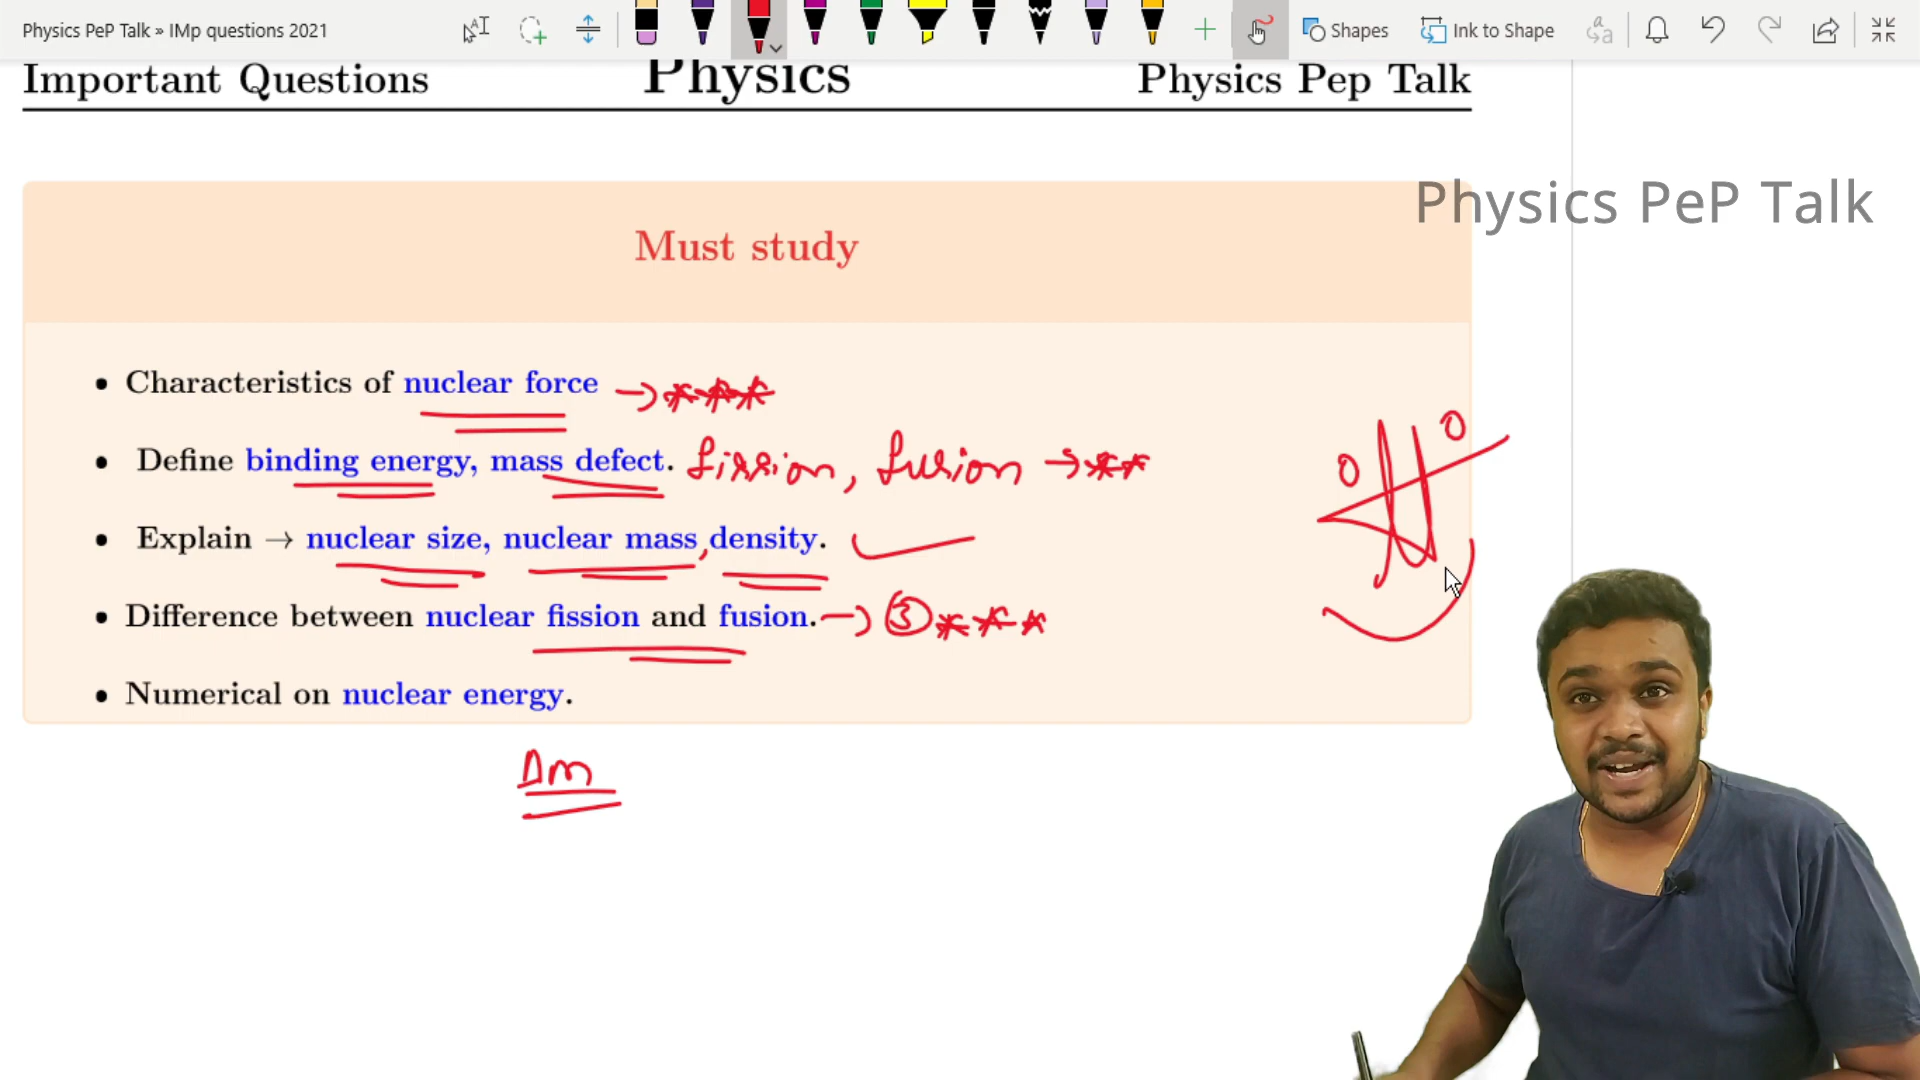 Physics PeP Talk » IMp questions 2021
Shapes
Ink to Shape
Important Questions
Physics
Physics Pep Talk
Physics PeP Talk
Must study
• Characteristics of nuclear force → ***
• Define binding energy, mass defect. fission, fusion → **
• Explain → nuclear size, nuclear mass, density.
• Difference between nuclear fission and fusion. → ③ ***
• Numerical on nuclear energy.
Δm